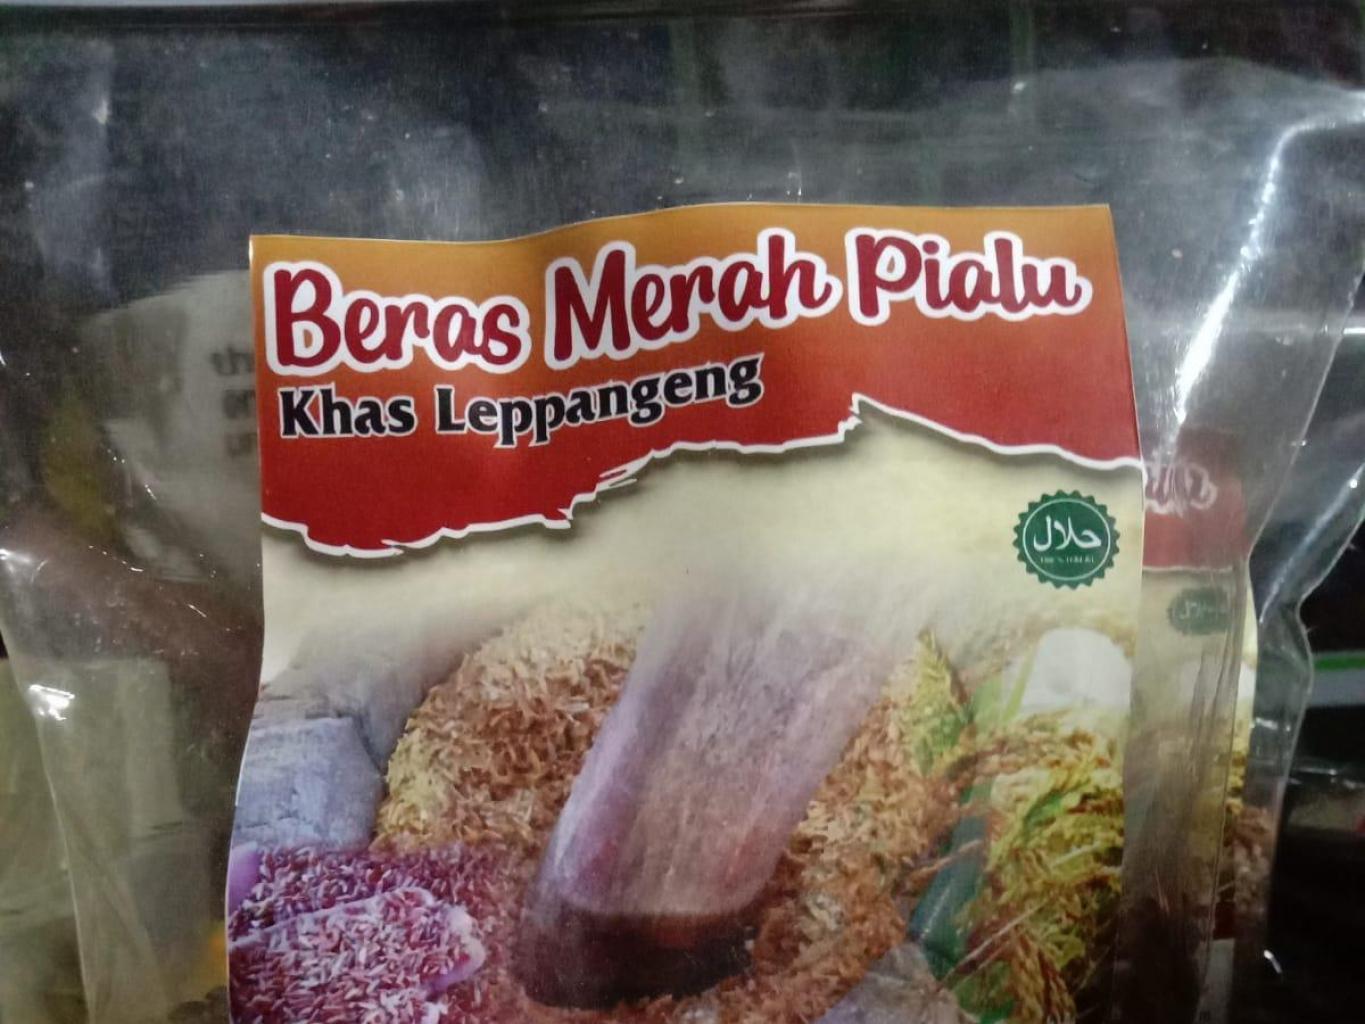 Beras Merah Pialu
Khas Leppangeng
حلال